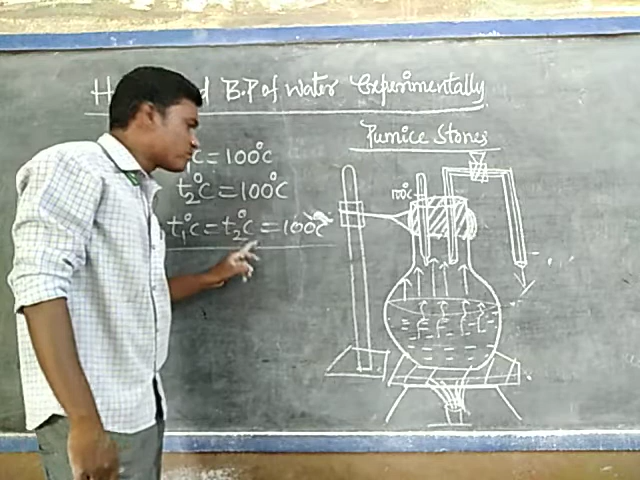 B.P of Water Experimentally
Pumice Stones
°C = 100°C
t₂°C = 100°C
100°C
t₁°C = t₂°C = 100°C